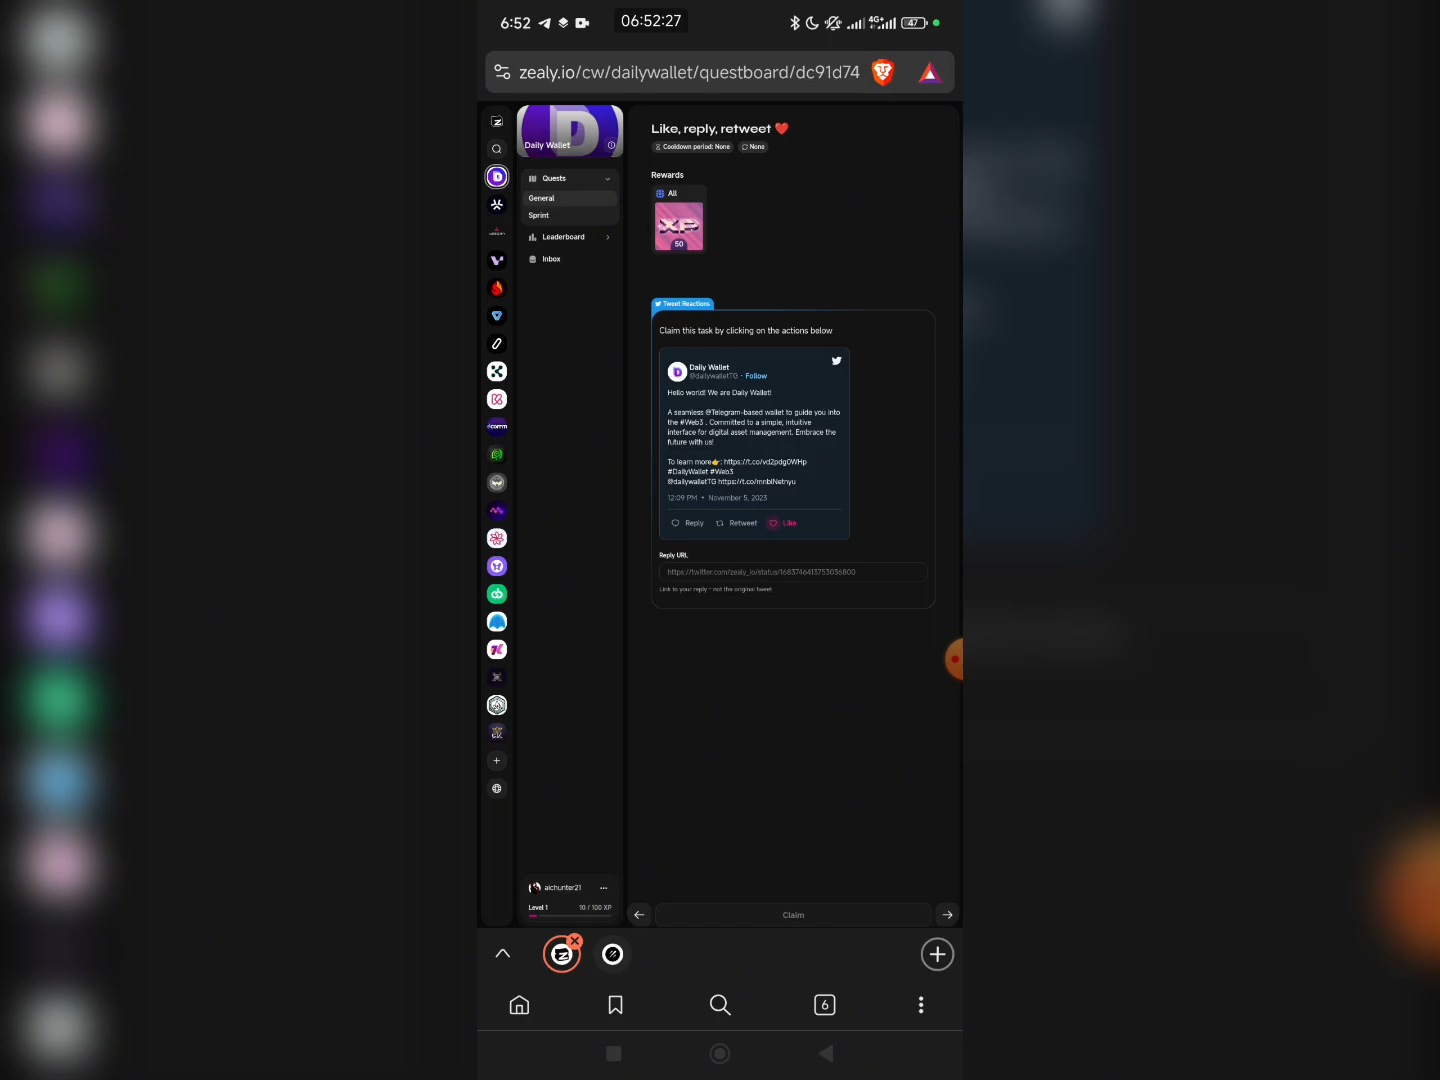 6:52
06:52:27
4G+
47
zealy.io/cw/dailywallet/questboard/dc91d74
Daily Wallet
Quests
General
Sprint
Leaderboard
Inbox
Like, reply, retweet ❤️
Cooldown period: None
None
Rewards
All
XP
50
Tweet Reactions
Claim this task by clicking on the actions below
Daily Wallet
@dailywalletTG · Follow
Hello world! We are Daily Wallet!
A seamless @Telegram-based wallet to guide you into
the #Web3 . Committed to a simple, intuitive
interface for digital asset management. Embrace the
future with us!
To learn more👉: https://t.co/vd2pdg0WHp
#DailyWallet #Web3
@dailywalletTG https://t.co/mnblNetnyu
12:09 PM • November 5, 2023
Reply
Retweet
Like
Reply URL
https://twitter.com/zealy_io/status/1683746413753036800
Link to your reply - not the original tweet
aichunter21
Level 1
10 / 100 XP
Claim
6